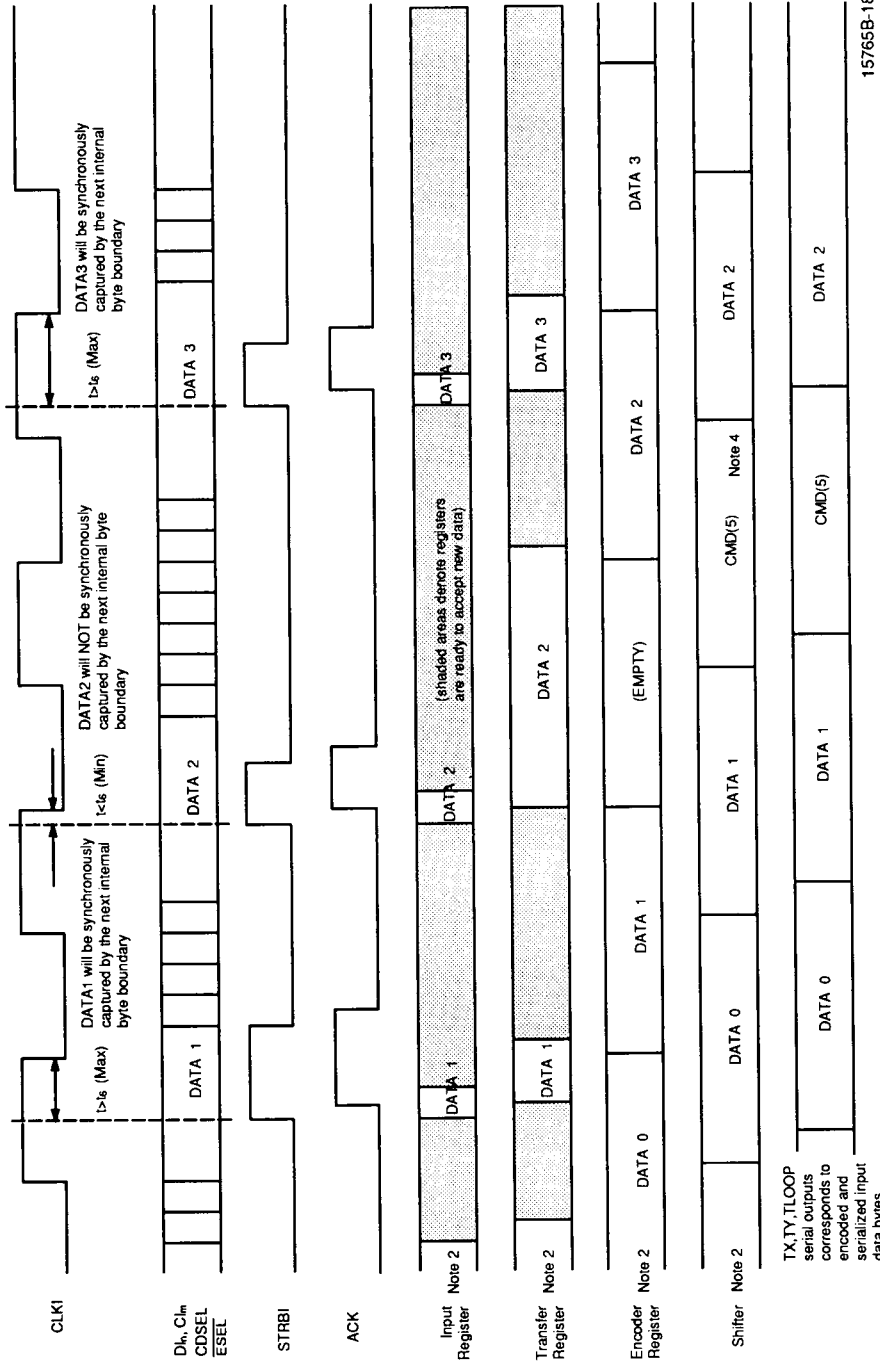 CLKI
t>ts (Max)
DATA1 will be synchronously
captured by the next internal
byte boundary
t<ts (Min)
DATA2 will NOT be synchronously
captured by the next internal byte
boundary
t>ts (Max)
DATA3 will be synchronously
captured by the next internal
byte boundary
DIn, CIm
CDSEL
ESEL
DATA 1
DATA 2
DATA 3
STRBI
ACK
Input
Register
Note 2
DATA 1
DATA 2
(shaded areas denote registers
are ready to accept new data)
DATA 3
Transfer
Register
Note 2
DATA 1
DATA 2
DATA 3
Encoder
Register
Note 2
DATA 0
DATA 1
(EMPTY)
DATA 2
DATA 3
Shifter
Note 2
DATA 0
DATA 1
CMD(5)
Note 4
DATA 2
TX,TY,TLOOP
serial outputs
corresponds to
encoded and
serialized input
data bytes
DATA 0
DATA 1
CMD(5)
DATA 2